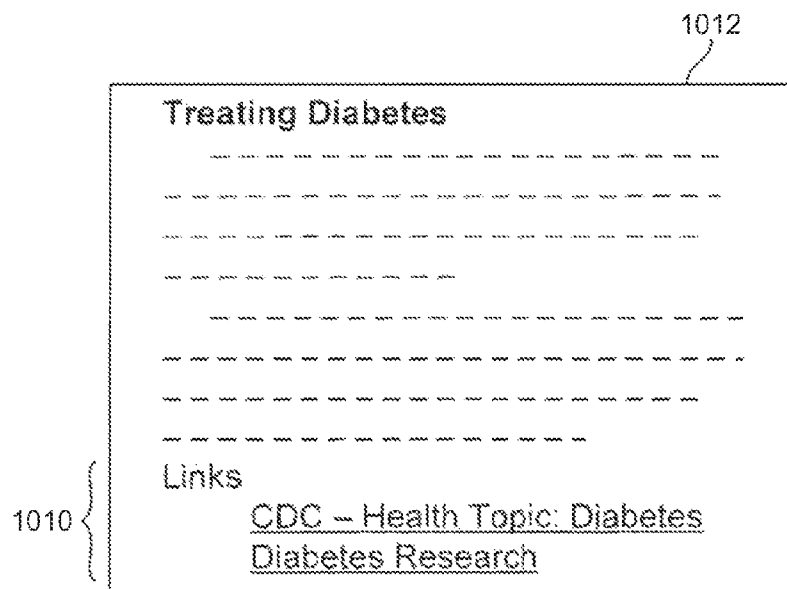 1012
Treating Diabetes
Links
1010
CDC – Health Topic: Diabetes
Diabetes Research